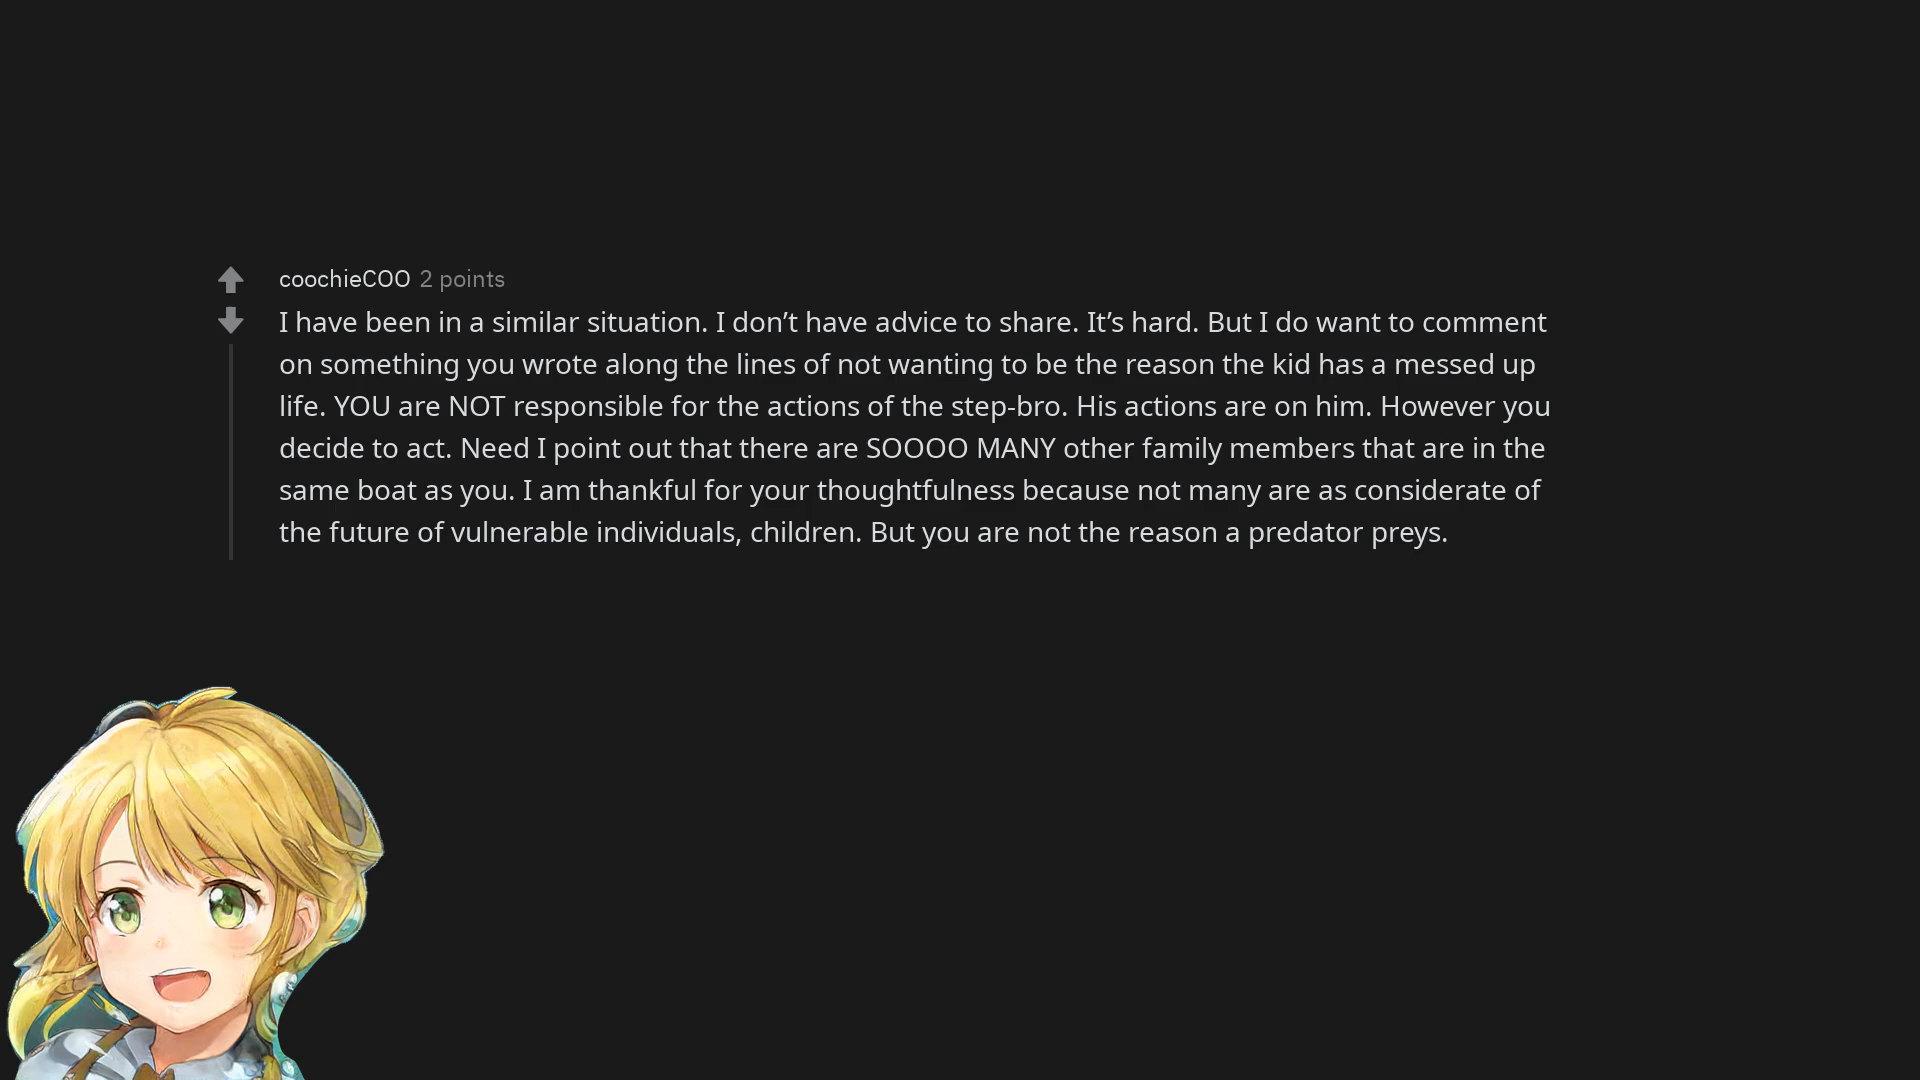 coochieCOO 2 points
I have been in a similar situation. I don’t have advice to share. It’s hard. But I do want to comment
on something you wrote along the lines of not wanting to be the reason the kid has a messed up
life. YOU are NOT responsible for the actions of the step-bro. His actions are on him. However you
decide to act. Need I point out that there are SOOOO MANY other family members that are in the
same boat as you. I am thankful for your thoughtfulness because not many are as considerate of
the future of vulnerable individuals, children. But you are not the reason a predator preys.